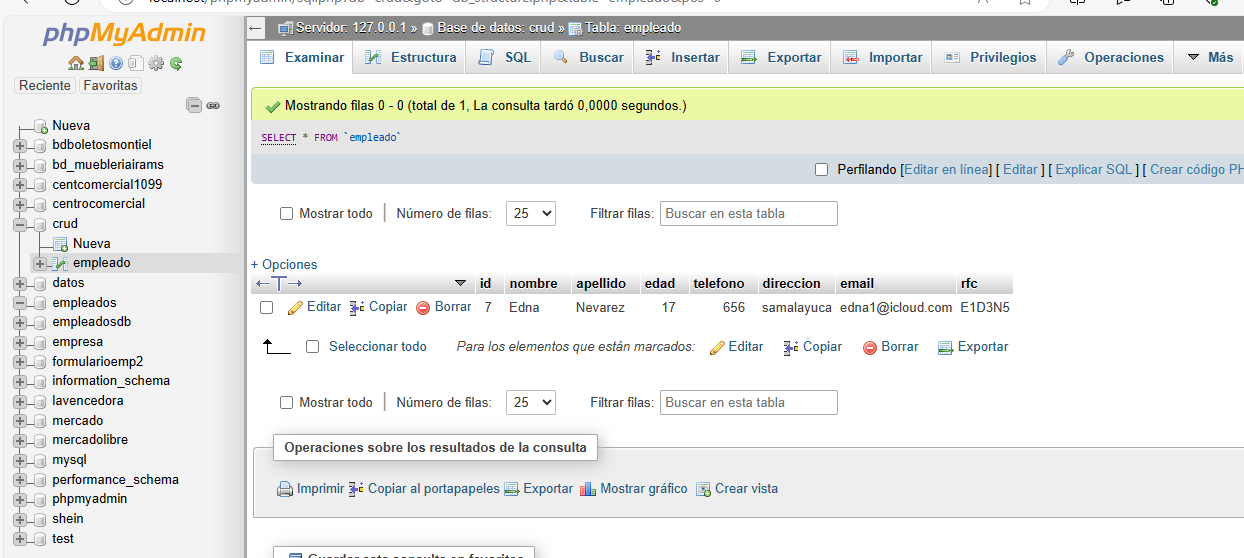 phpMyAdmin
Reciente Favoritas
Nueva
bdboletosmontiel
bd_muebleriairams
centcomercial1099
centrocomercial
crud
Nueva
empleado
datos
empleados
empleadosdb
empresa
formularioemp2
information_schema
lavencedora
mercado
mercadolibre
mysql
performance_schema
phpmyadmin
shein
test
Servidor: 127.0.0.1 » Base de datos: crud » Tabla: empleado
Examinar Estructura SQL Buscar Insertar Exportar Importar Privilegios Operaciones Más
Mostrando filas 0 - 0 (total de 1, La consulta tardó 0,0000 segundos.)
SELECT * FROM `empleado`
Perfilando [Editar en línea] [ Editar ] [ Explicar SQL ] [ Crear código PH
Mostrar todo Número de filas: 25 Filtrar filas: Buscar en esta tabla
+ Opciones
←T→ id nombre apellido edad telefono direccion email rfc
Editar Copiar Borrar 7 Edna Nevarez 17 656 samalayuca edna1@icloud.com E1D3N5
Seleccionar todo Para los elementos que están marcados: Editar Copiar Borrar Exportar
Mostrar todo Número de filas: 25 Filtrar filas: Buscar en esta tabla
Operaciones sobre los resultados de la consulta
Imprimir Copiar al portapapeles Exportar Mostrar gráfico Crear vista